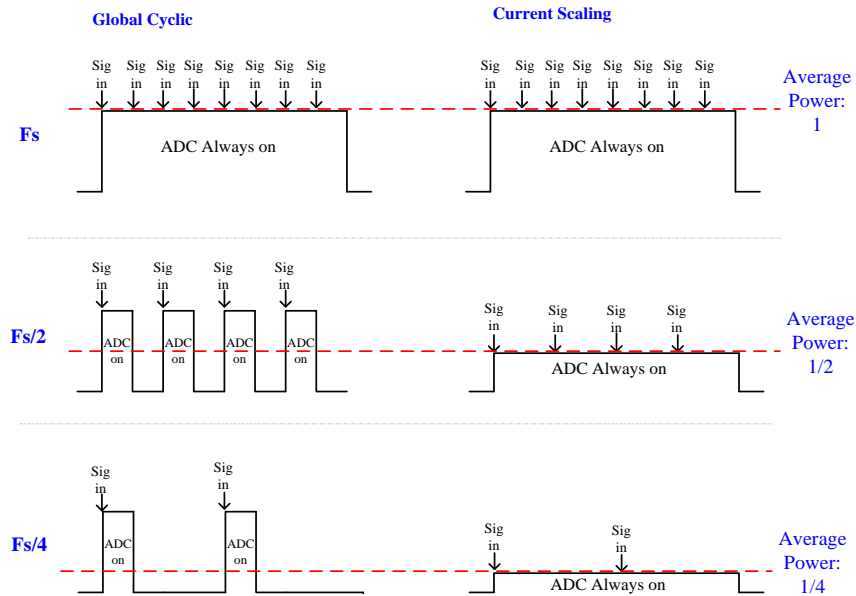 Global Cyclic
Current Scaling
Sig in Sig in Sig in Sig in Sig in Sig in Sig in Sig in
Sig in Sig in Sig in Sig in Sig in Sig in Sig in Sig in
Fs
ADC Always on
ADC Always on
Average
Power:
1
Sig in Sig in Sig in Sig in
Sig in Sig in Sig in Sig in
Fs/2
ADC on ADC on ADC on ADC on
ADC Always on
Average
Power:
1/2
Sig in Sig in
Sig in Sig in
Fs/4
ADC on ADC on
ADC Always on
Average
Power:
1/4